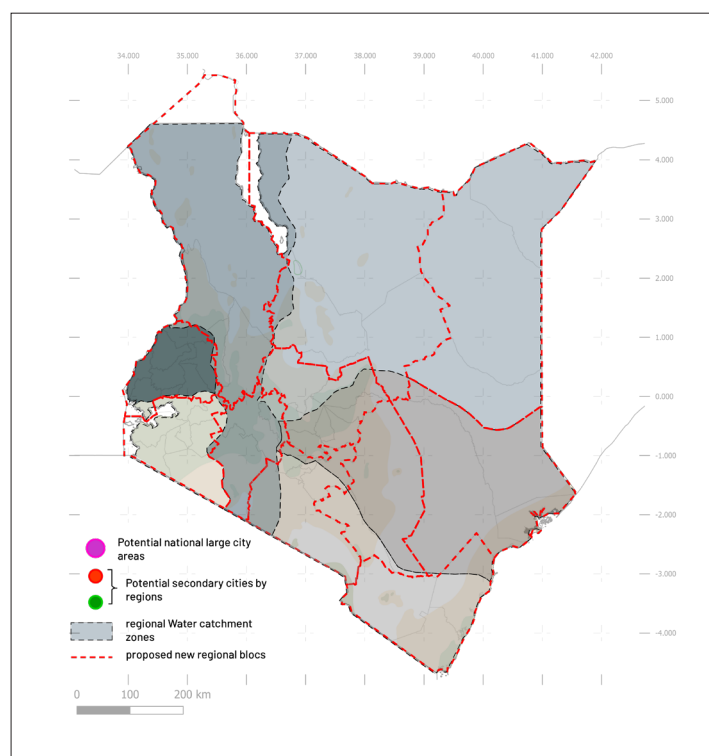 34.000 35.000 36.000 37.000 38.000 39.000 40.000 41.000 42.000
5.000
4.000
3.000
2.000
1.000
0.000
-1.000
-2.000
-3.000
-4.000
Potential national large city
areas
Potential secondary cities by
regions
regional Water catchment
zones
proposed new regional blocs
0 100 200 km